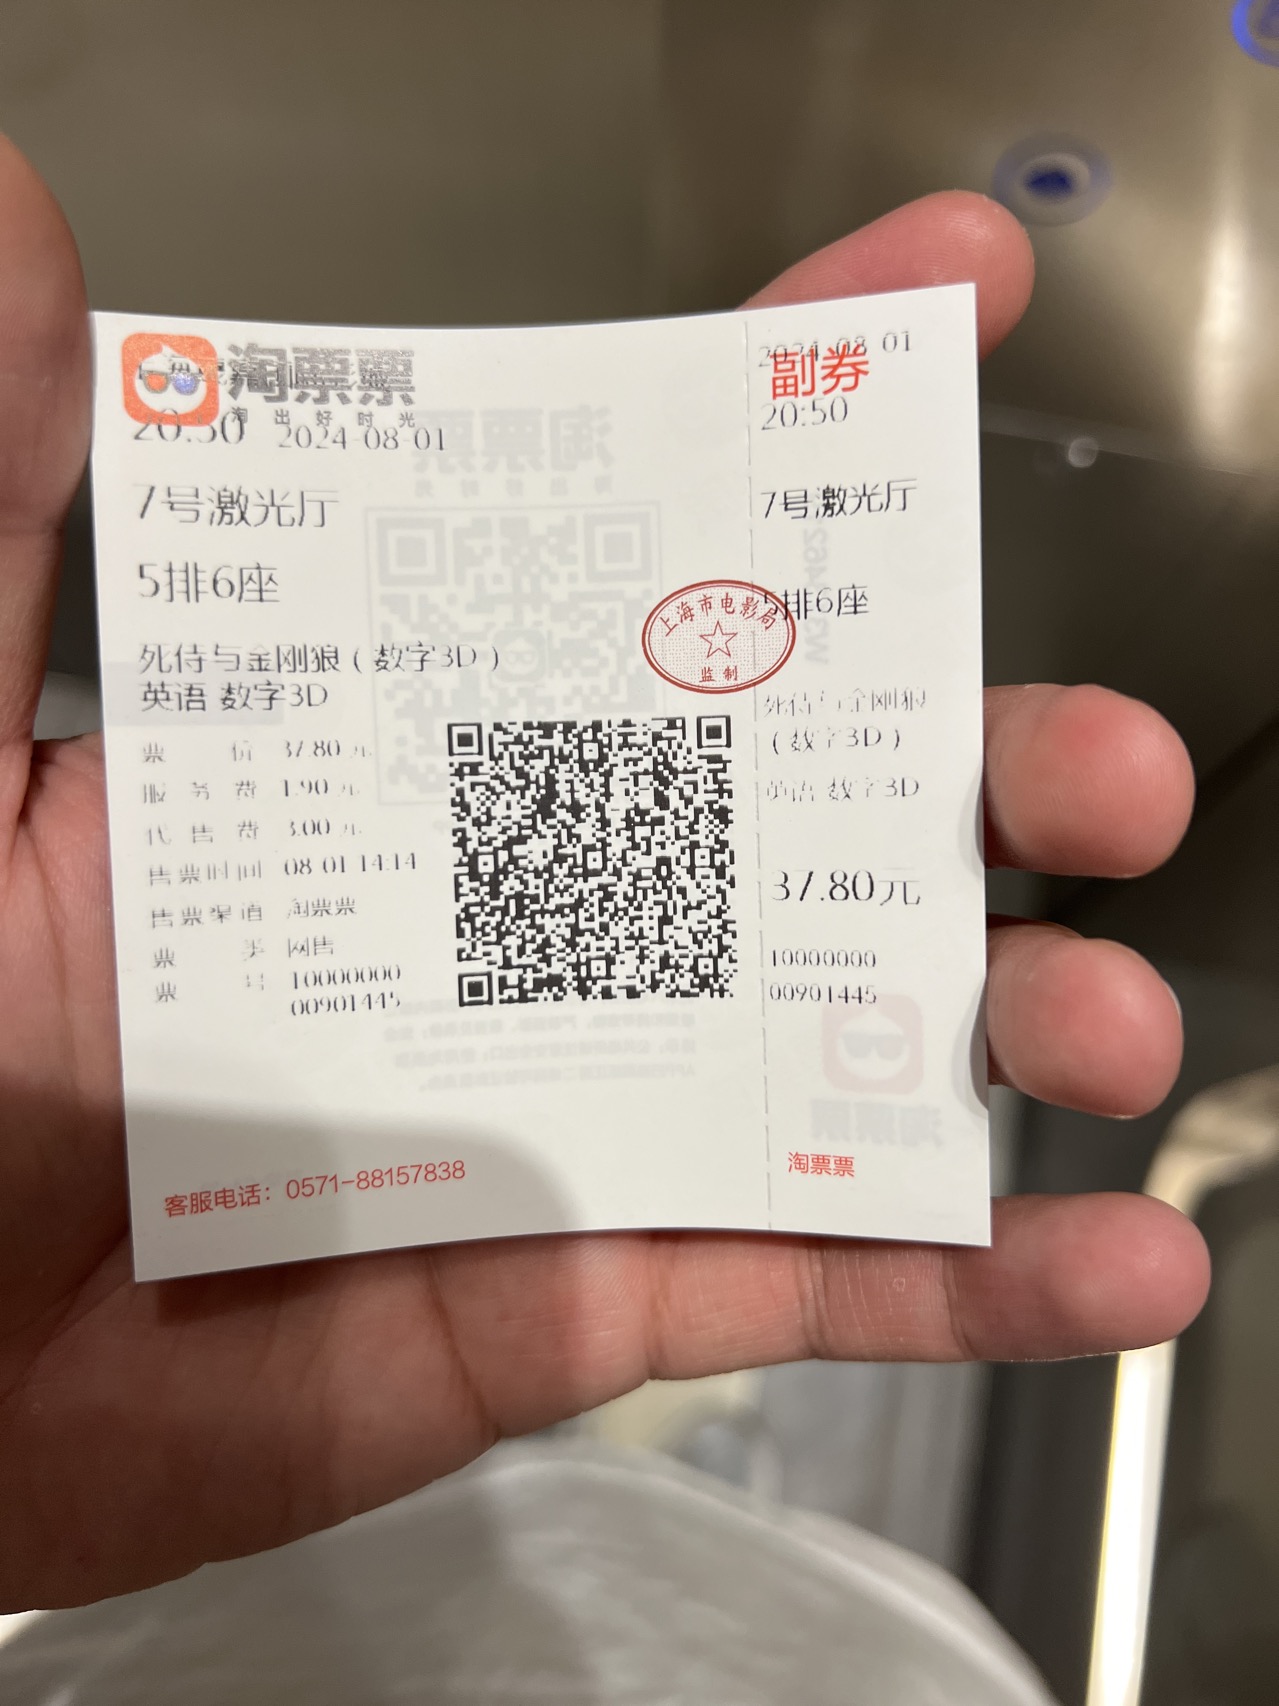 淘票票
淘出好时光
20:50 2024-08-01
7号激光厅
5排6座
死侍与金刚狼（数字3D）
英语 数字3D
票价 37.80 元
服务费 1.90 元
代售费 3.00 元
售票时间 08-01 14:14
售票渠道 淘票票
票类 网售
票号 10000000
00901445
客服电话：0571-88157838
上海市电影局
监制
2024-08-01
副券
20:50
7号激光厅
5排6座
死侍与金刚狼
（数字3D）
英语 数字3D
37.80元
10000000
00901445
淘票票